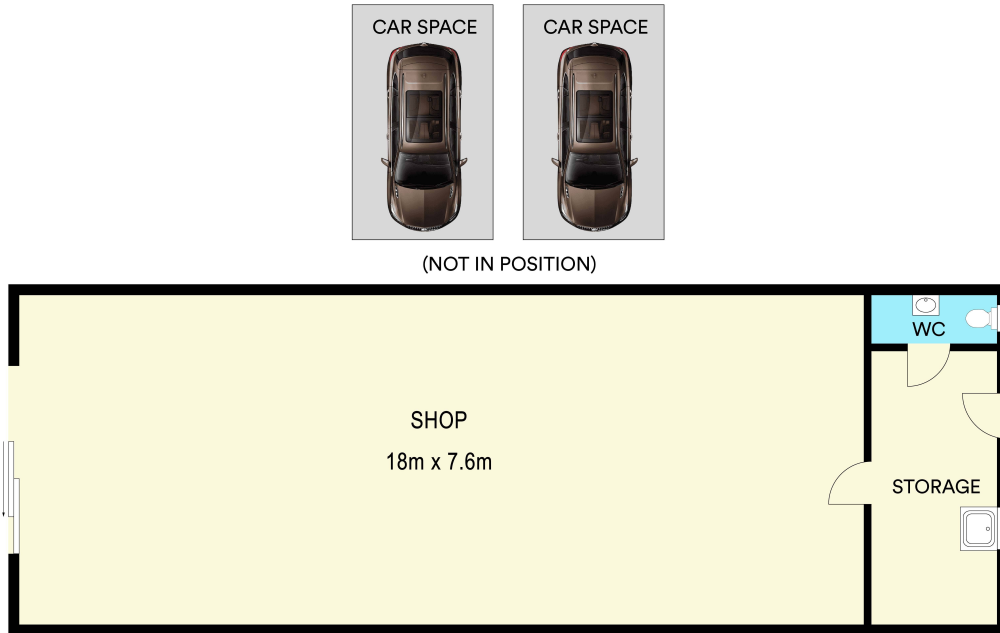 CAR SPACE
CAR SPACE
(NOT IN POSITION)
WC
SHOP
18m x 7.6m
STORAGE